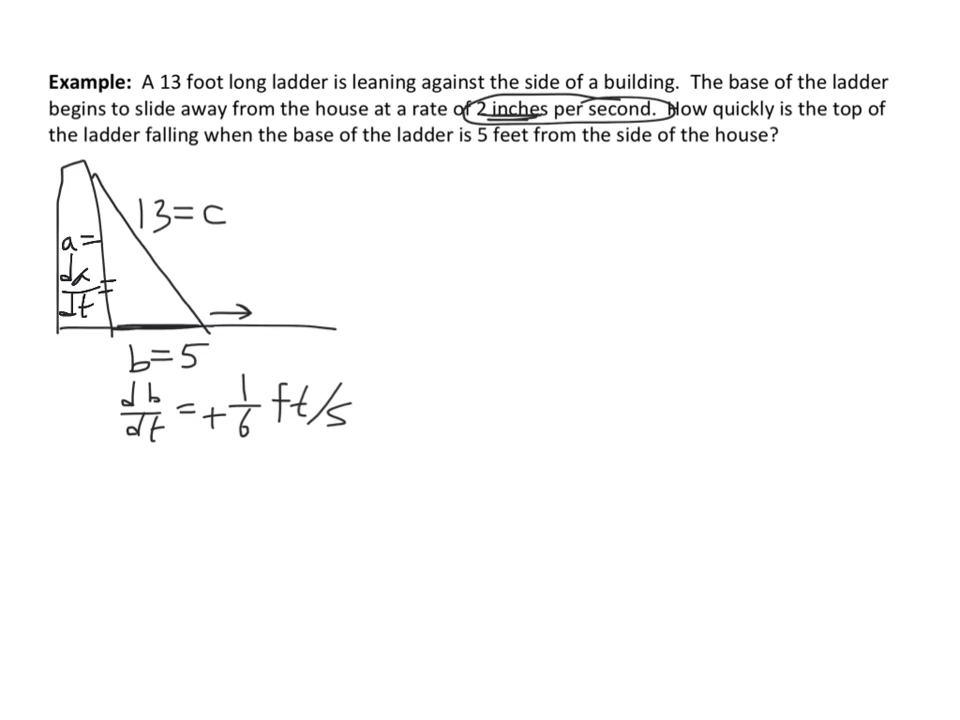 Example: A 13 foot long ladder is leaning against the side of a building. The base of the ladder
begins to slide away from the house at a rate of 2 inches per second. How quickly is the top of
the ladder falling when the base of the ladder is 5 feet from the side of the house?
13=c
a=
da/dt=
b=5
db/dt=+1/6 ft/s